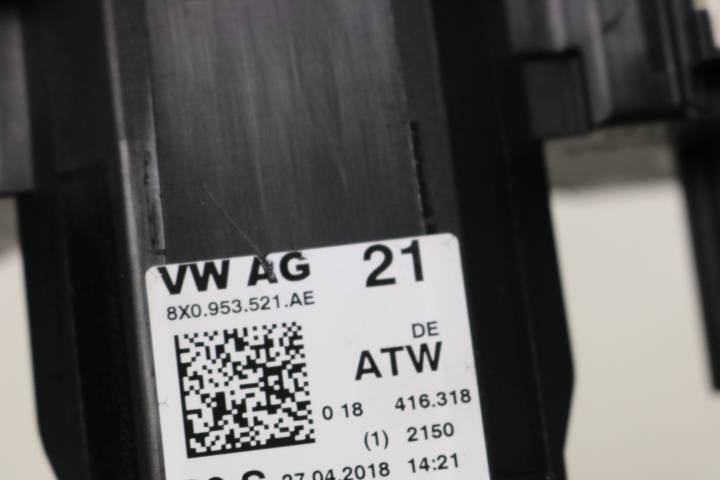 VW AG 21
8X0.953.521.AE
DE
ATW
0 18 416.318
(1) 2150
27.04.2018 14:21